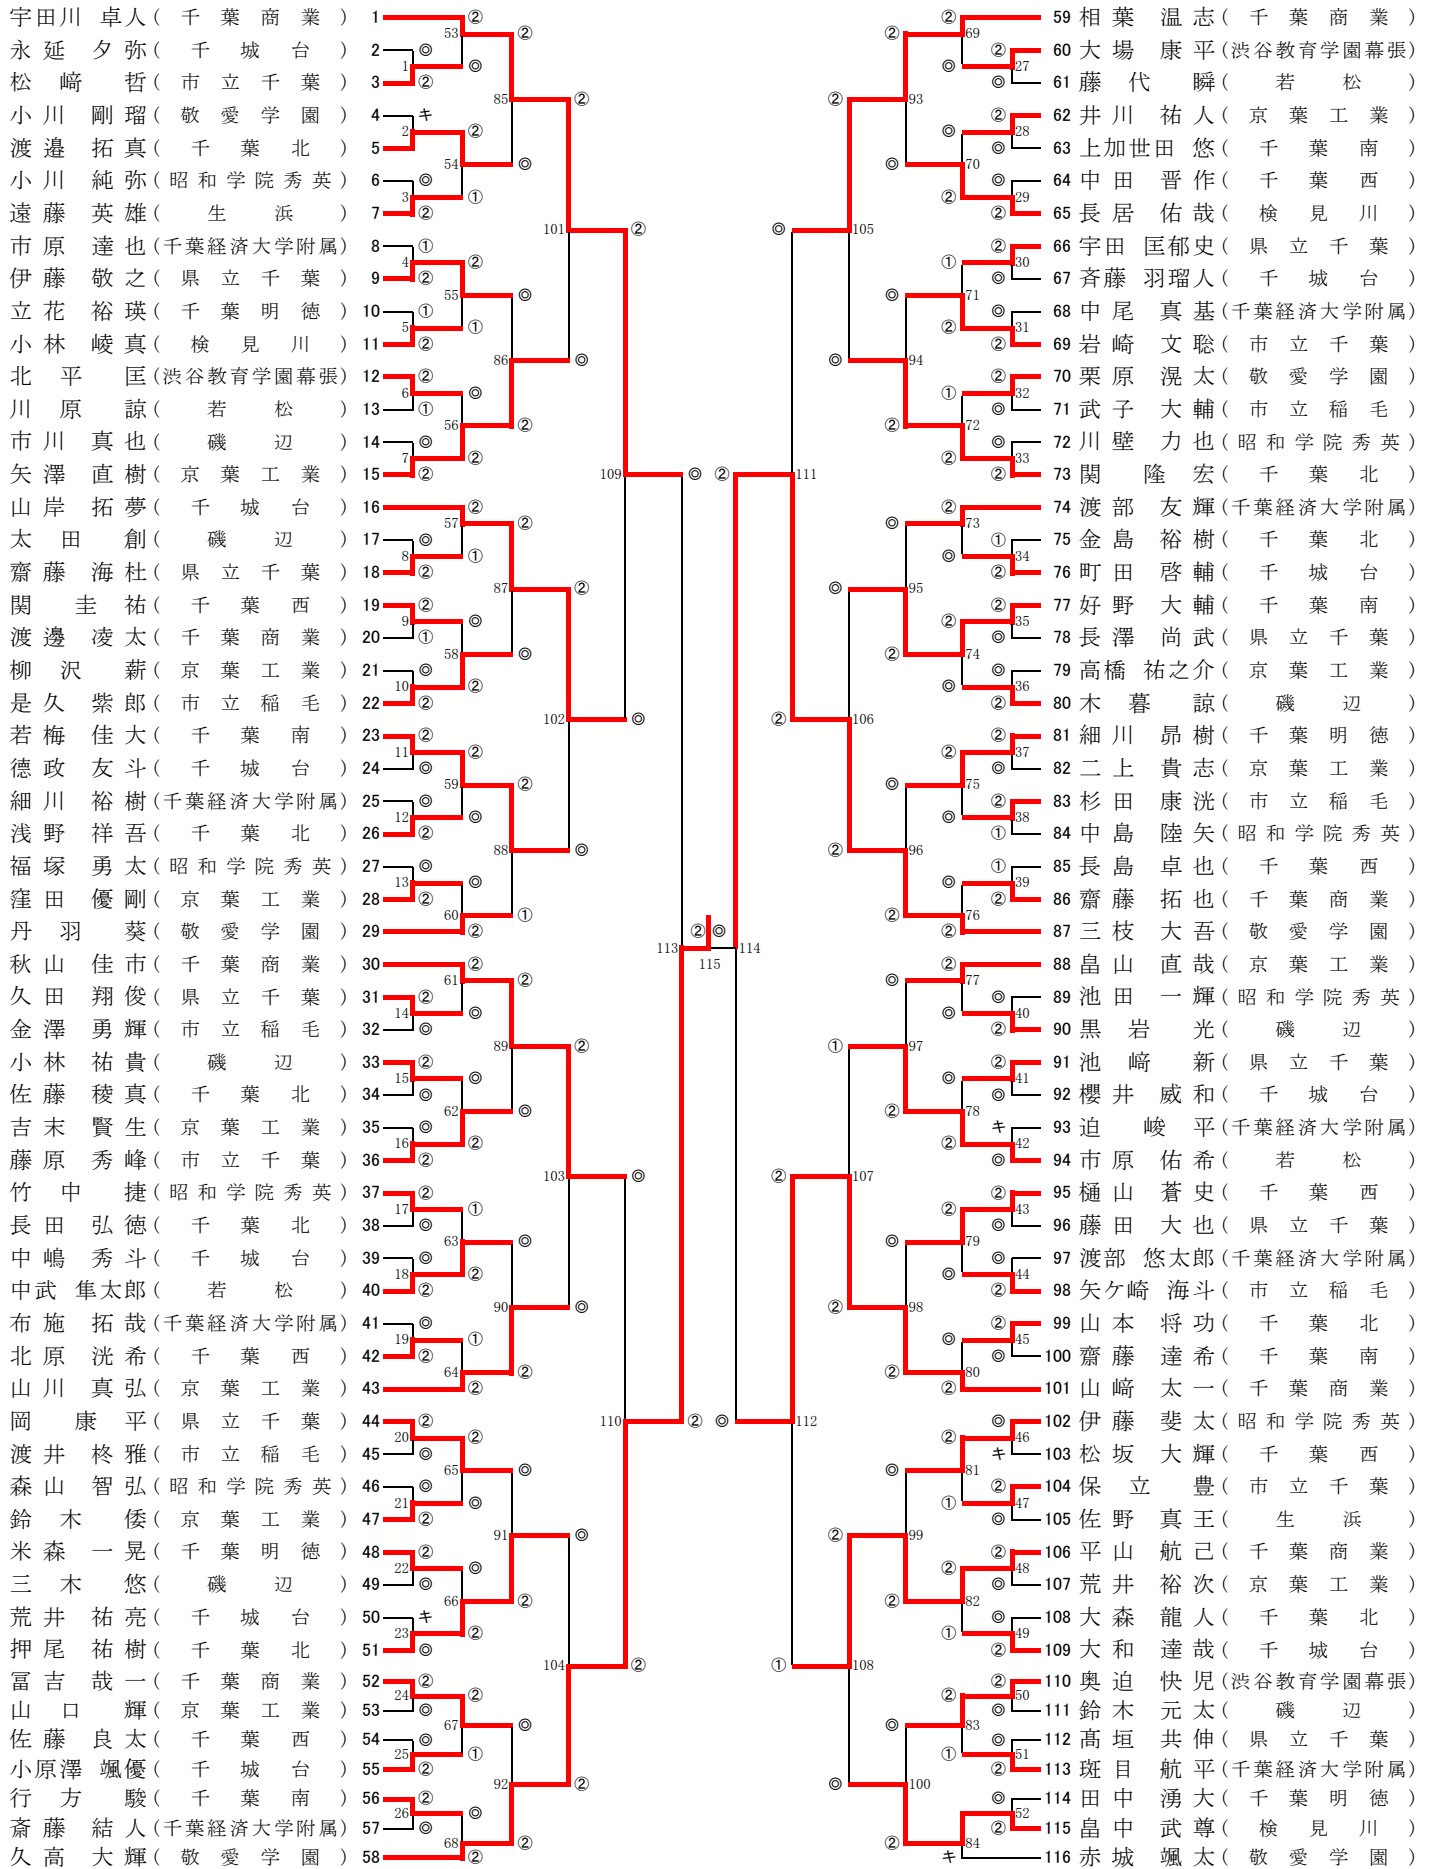 宇田川 卓人(千葉商業) 1
永延 夕弥(千城台) 2
松﨑 哲(市立千葉) 3
小川 剛瑠(敬愛学園) 4
渡邉 拓真(千葉北) 5
小川 純弥(昭和学院秀英) 6
遠藤 英雄(生浜) 7
市原 達也(千葉経済大学附属) 8
伊藤 敬之(県立千葉) 9
立花 裕瑛(千葉明徳) 10
小林 崚真(検見川) 11
北平 匡(渋谷教育学園幕張) 12
川原 諒(若松) 13
市川 真也(磯辺) 14
矢澤 直樹(京葉工業) 15
山岸 拓夢(千城台) 16
太田 創(磯辺) 17
齋藤 海杜(県立千葉) 18
関 圭祐(千葉西) 19
渡邊 凌太(千葉商業) 20
柳沢 薪(京葉工業) 21
是久 紫郎(市立稲毛) 22
若梅 佳大(千葉南) 23
德政 友斗(千城台) 24
細川 裕樹(千葉経済大学附属) 25
浅野 祥吾(千葉北) 26
福塚 勇太(昭和学院秀英) 27
窪田 優剛(京葉工業) 28
丹羽 葵(敬愛学園) 29
秋山 佳市(千葉商業) 30
久田 翔俊(県立千葉) 31
金澤 勇輝(市立稲毛) 32
小林 祐貴(磯辺) 33
佐藤 稜真(千葉北) 34
吉末 賢生(京葉工業) 35
藤原 秀峰(市立千葉) 36
竹中 捷(昭和学院秀英) 37
長田 弘徳(千葉北) 38
中嶋 秀斗(千城台) 39
中武 隼太郎(若松) 40
布施 拓哉(千葉経済大学附属) 41
北原 洸希(千葉西) 42
山川 真弘(京葉工業) 43
岡 康平(県立千葉) 44
渡井 柊雅(市立稲毛) 45
森山 智弘(昭和学院秀英) 46
鈴木 倭(京葉工業) 47
米森 一晃(千葉明徳) 48
三木 悠(磯辺) 49
荒井 祐亮(千城台) 50
押尾 祐樹(千葉北) 51
冨吉 哉一(千葉商業) 52
山口 輝(京葉工業) 53
佐藤 良太(千葉西) 54
小原澤 颯優(千城台) 55
行方 駿(千葉南) 56
斎藤 結人(千葉経済大学附属) 57
久高 大輝(敬愛学園) 58
59 相葉 温志(千葉商業)
60 大場 康平(渋谷教育学園幕張)
61 藤代 瞬(若松)
62 井川 祐人(京葉工業)
63 上加世田 悠(千葉南)
64 中田 晋作(千葉西)
65 長居 佑哉(検見川)
66 宇田 匡郁史(県立千葉)
67 斉藤 羽瑠人(千城台)
68 中尾 真基(千葉経済大学附属)
69 岩崎 文聡(市立千葉)
70 栗原 滉太(敬愛学園)
71 武子 大輔(市立稲毛)
72 川壁 力也(昭和学院秀英)
73 関 隆宏(千葉北)
74 渡部 友輝(千葉経済大学附属)
75 金島 裕樹(千葉北)
76 町田 啓輔(千城台)
77 好野 大輔(千葉南)
78 長澤 尚武(県立千葉)
79 高橋 祐之介(京葉工業)
80 木暮 諒(磯辺)
81 細川 昴樹(千葉明徳)
82 二上 貴志(京葉工業)
83 杉田 康洸(市立稲毛)
84 中島 陸矢(昭和学院秀英)
85 長島 卓也(千葉西)
86 齋藤 拓也(千葉商業)
87 三枝 大吾(敬愛学園)
88 畠山 直哉(京葉工業)
89 池田 一輝(昭和学院秀英)
90 黒岩 光(磯辺)
91 池﨑 新(県立千葉)
92 櫻井 威和(千城台)
93 迫 峻平(千葉経済大学附属)
94 市原 佑希(若松)
95 樋山 蒼史(千葉西)
96 藤田 大也(県立千葉)
97 渡部 悠太郎(千葉経済大学附属)
98 矢ケ崎 海斗(市立稲毛)
99 山本 将功(千葉北)
100 齋藤 達希(千葉南)
101 山﨑 太一(千葉商業)
102 伊藤 斐太(昭和学院秀英)
103 松坂 大輝(千葉西)
104 保立 豊(市立千葉)
105 佐野 真王(生浜)
106 平山 航己(千葉商業)
107 荒井 裕次(京葉工業)
108 大森 龍人(千葉北)
109 大和 達哉(千城台)
110 奥迫 快児(渋谷教育学園幕張)
111 鈴木 元太(磯辺)
112 髙垣 共伸(県立千葉)
113 斑目 航平(千葉経済大学附属)
114 田中 湧大(千葉明徳)
115 畠中 武尊(検見川)
116 赤城 颯太(敬愛学園)